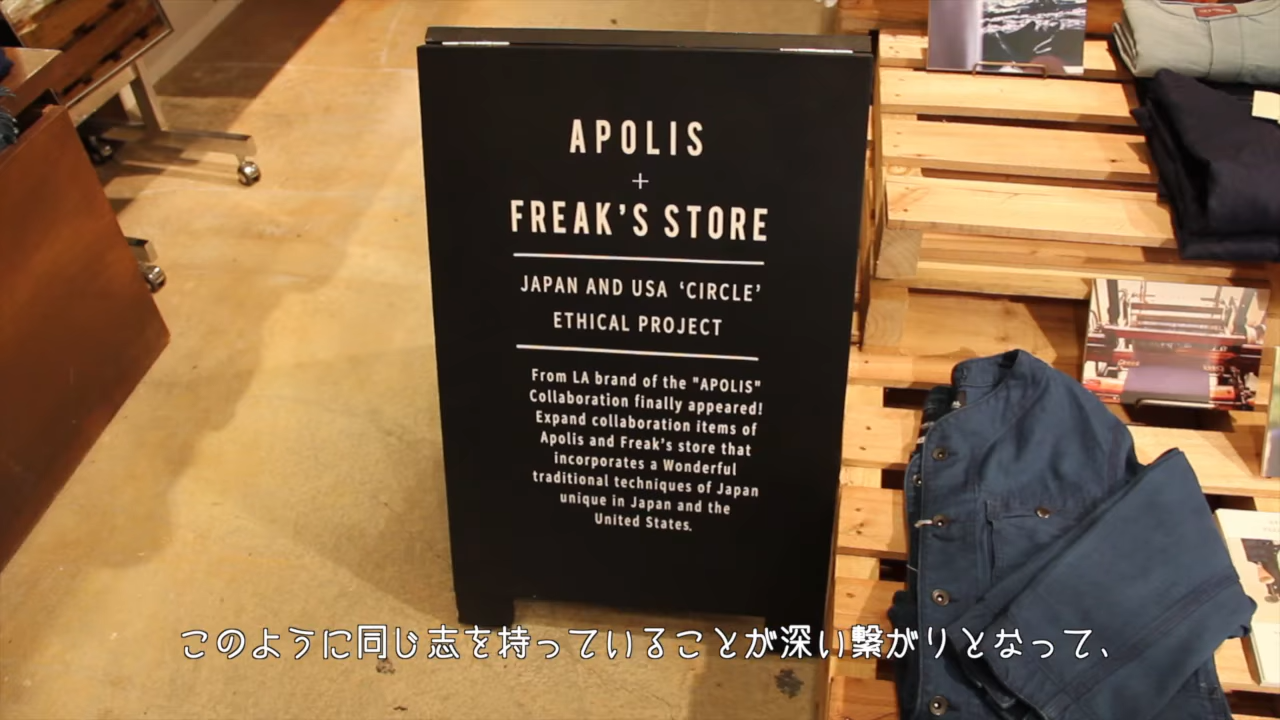 APOLIS
+
FREAK'S STORE
JAPAN AND USA ‘CIRCLE’
ETHICAL PROJECT
From LA brand of the "APOLIS"
Collaboration finally appeared!
Expand collaboration items of
Apolis and Freak's store that
incorporates a Wonderful
traditional techniques of Japan
unique in Japan and the
United States.
このように同じ志を持っていることが深い繋がりとなって、